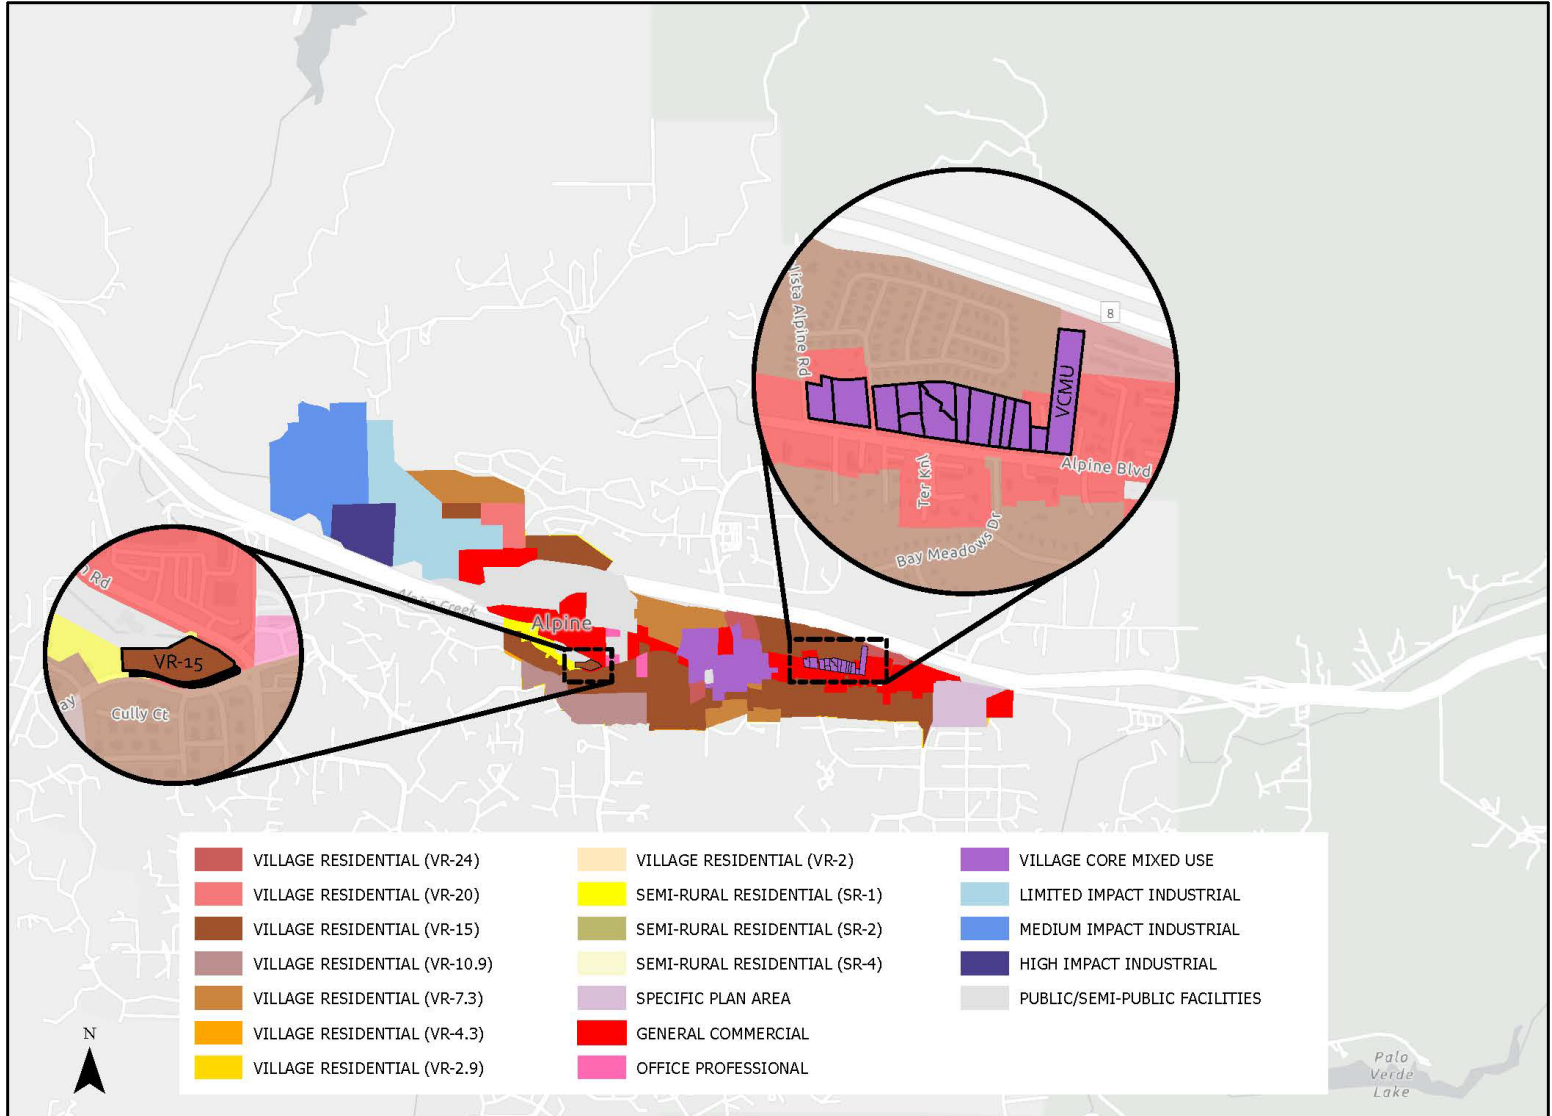 8
Vista Alpine Rd
VCMU
Alpine Blvd
Ter Knl
Bay Meadows Dr
Rd
VR-15
ay
Cully Ct
Alpine Creek
Alpine
VILLAGE RESIDENTIAL (VR-24)
VILLAGE RESIDENTIAL (VR-20)
VILLAGE RESIDENTIAL (VR-15)
VILLAGE RESIDENTIAL (VR-10.9)
VILLAGE RESIDENTIAL (VR-7.3)
VILLAGE RESIDENTIAL (VR-4.3)
VILLAGE RESIDENTIAL (VR-2.9)
VILLAGE RESIDENTIAL (VR-2)
SEMI-RURAL RESIDENTIAL (SR-1)
SEMI-RURAL RESIDENTIAL (SR-2)
SEMI-RURAL RESIDENTIAL (SR-4)
SPECIFIC PLAN AREA
GENERAL COMMERCIAL
OFFICE PROFESSIONAL
VILLAGE CORE MIXED USE
LIMITED IMPACT INDUSTRIAL
MEDIUM IMPACT INDUSTRIAL
HIGH IMPACT INDUSTRIAL
PUBLIC/SEMI-PUBLIC FACILITIES
N
Palo
Verde
Lake